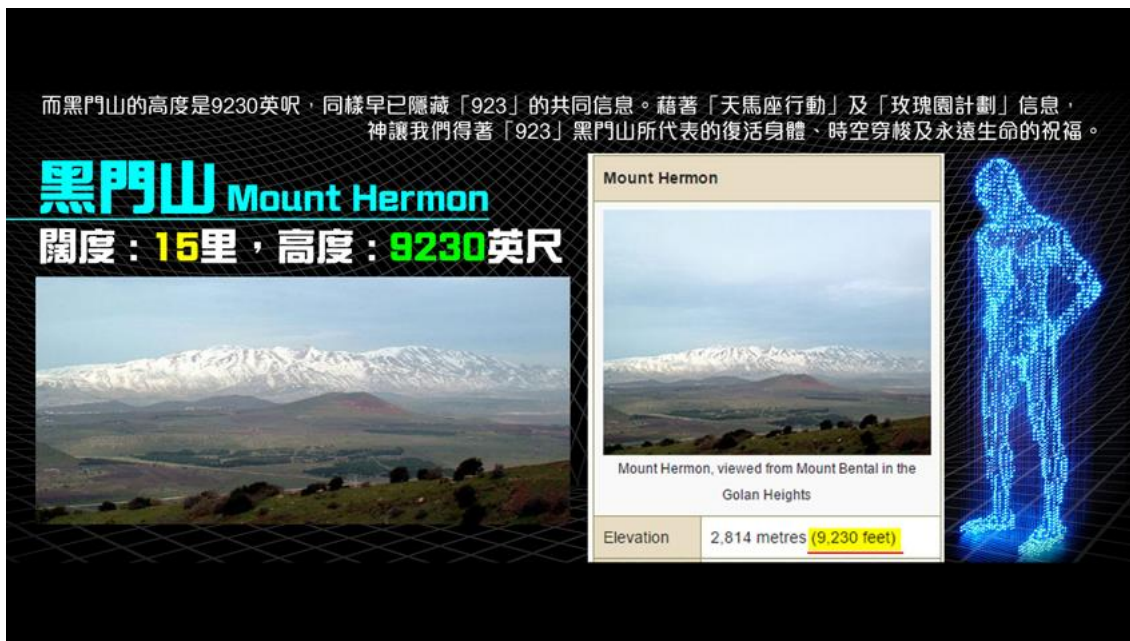 而黑門山的高度是9230英呎，同樣早已隱藏「923」的共同信息。藉著「天馬座行動」及「玫瑰園計劃」信息，
神讓我們得著「923」黑門山所代表的復活身體、時空穿梭及永遠生命的祝福。
黑門山 Mount Hermon
闊度：15里，高度：9230英尺
Mount Hermon
Mount Hermon, viewed from Mount Bental in the
Golan Heights
Elevation 2,814 metres (9,230 feet)